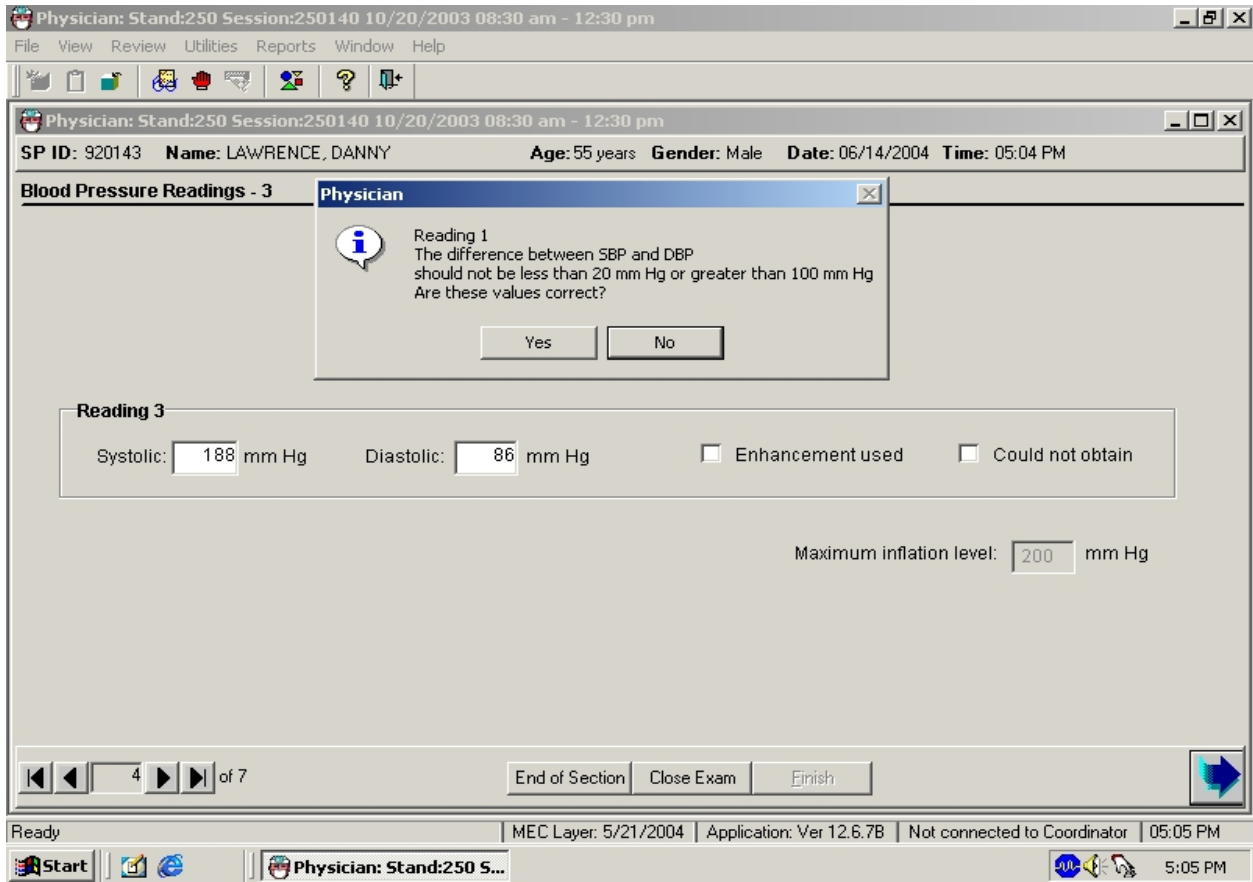 Physician: Stand:250 Session:250140 10/20/2003 08:30 am - 12:30 pm
File View Review Utilities Reports Window Help
Physician: Stand:250 Session:250140 10/20/2003 08:30 am - 12:30 pm
SP ID: 920143 Name: LAWRENCE, DANNY Age: 55 years Gender: Male Date: 06/14/2004 Time: 05:04 PM
Blood Pressure Readings - 3
Physician
Reading 1
The difference between SBP and DBP
should not be less than 20 mm Hg or greater than 100 mm Hg
Are these values correct?
Yes No
Reading 3
Systolic: 188 mm Hg Diastolic: 86 mm Hg Enhancement used Could not obtain
Maximum inflation level: 200 mm Hg
4 of 7 End of Section Close Exam Finish
Ready MEC Layer: 5/21/2004 Application: Ver 12.6.7B Not connected to Coordinator 05:05 PM
Start Physician: Stand:250 S... 5:05 PM